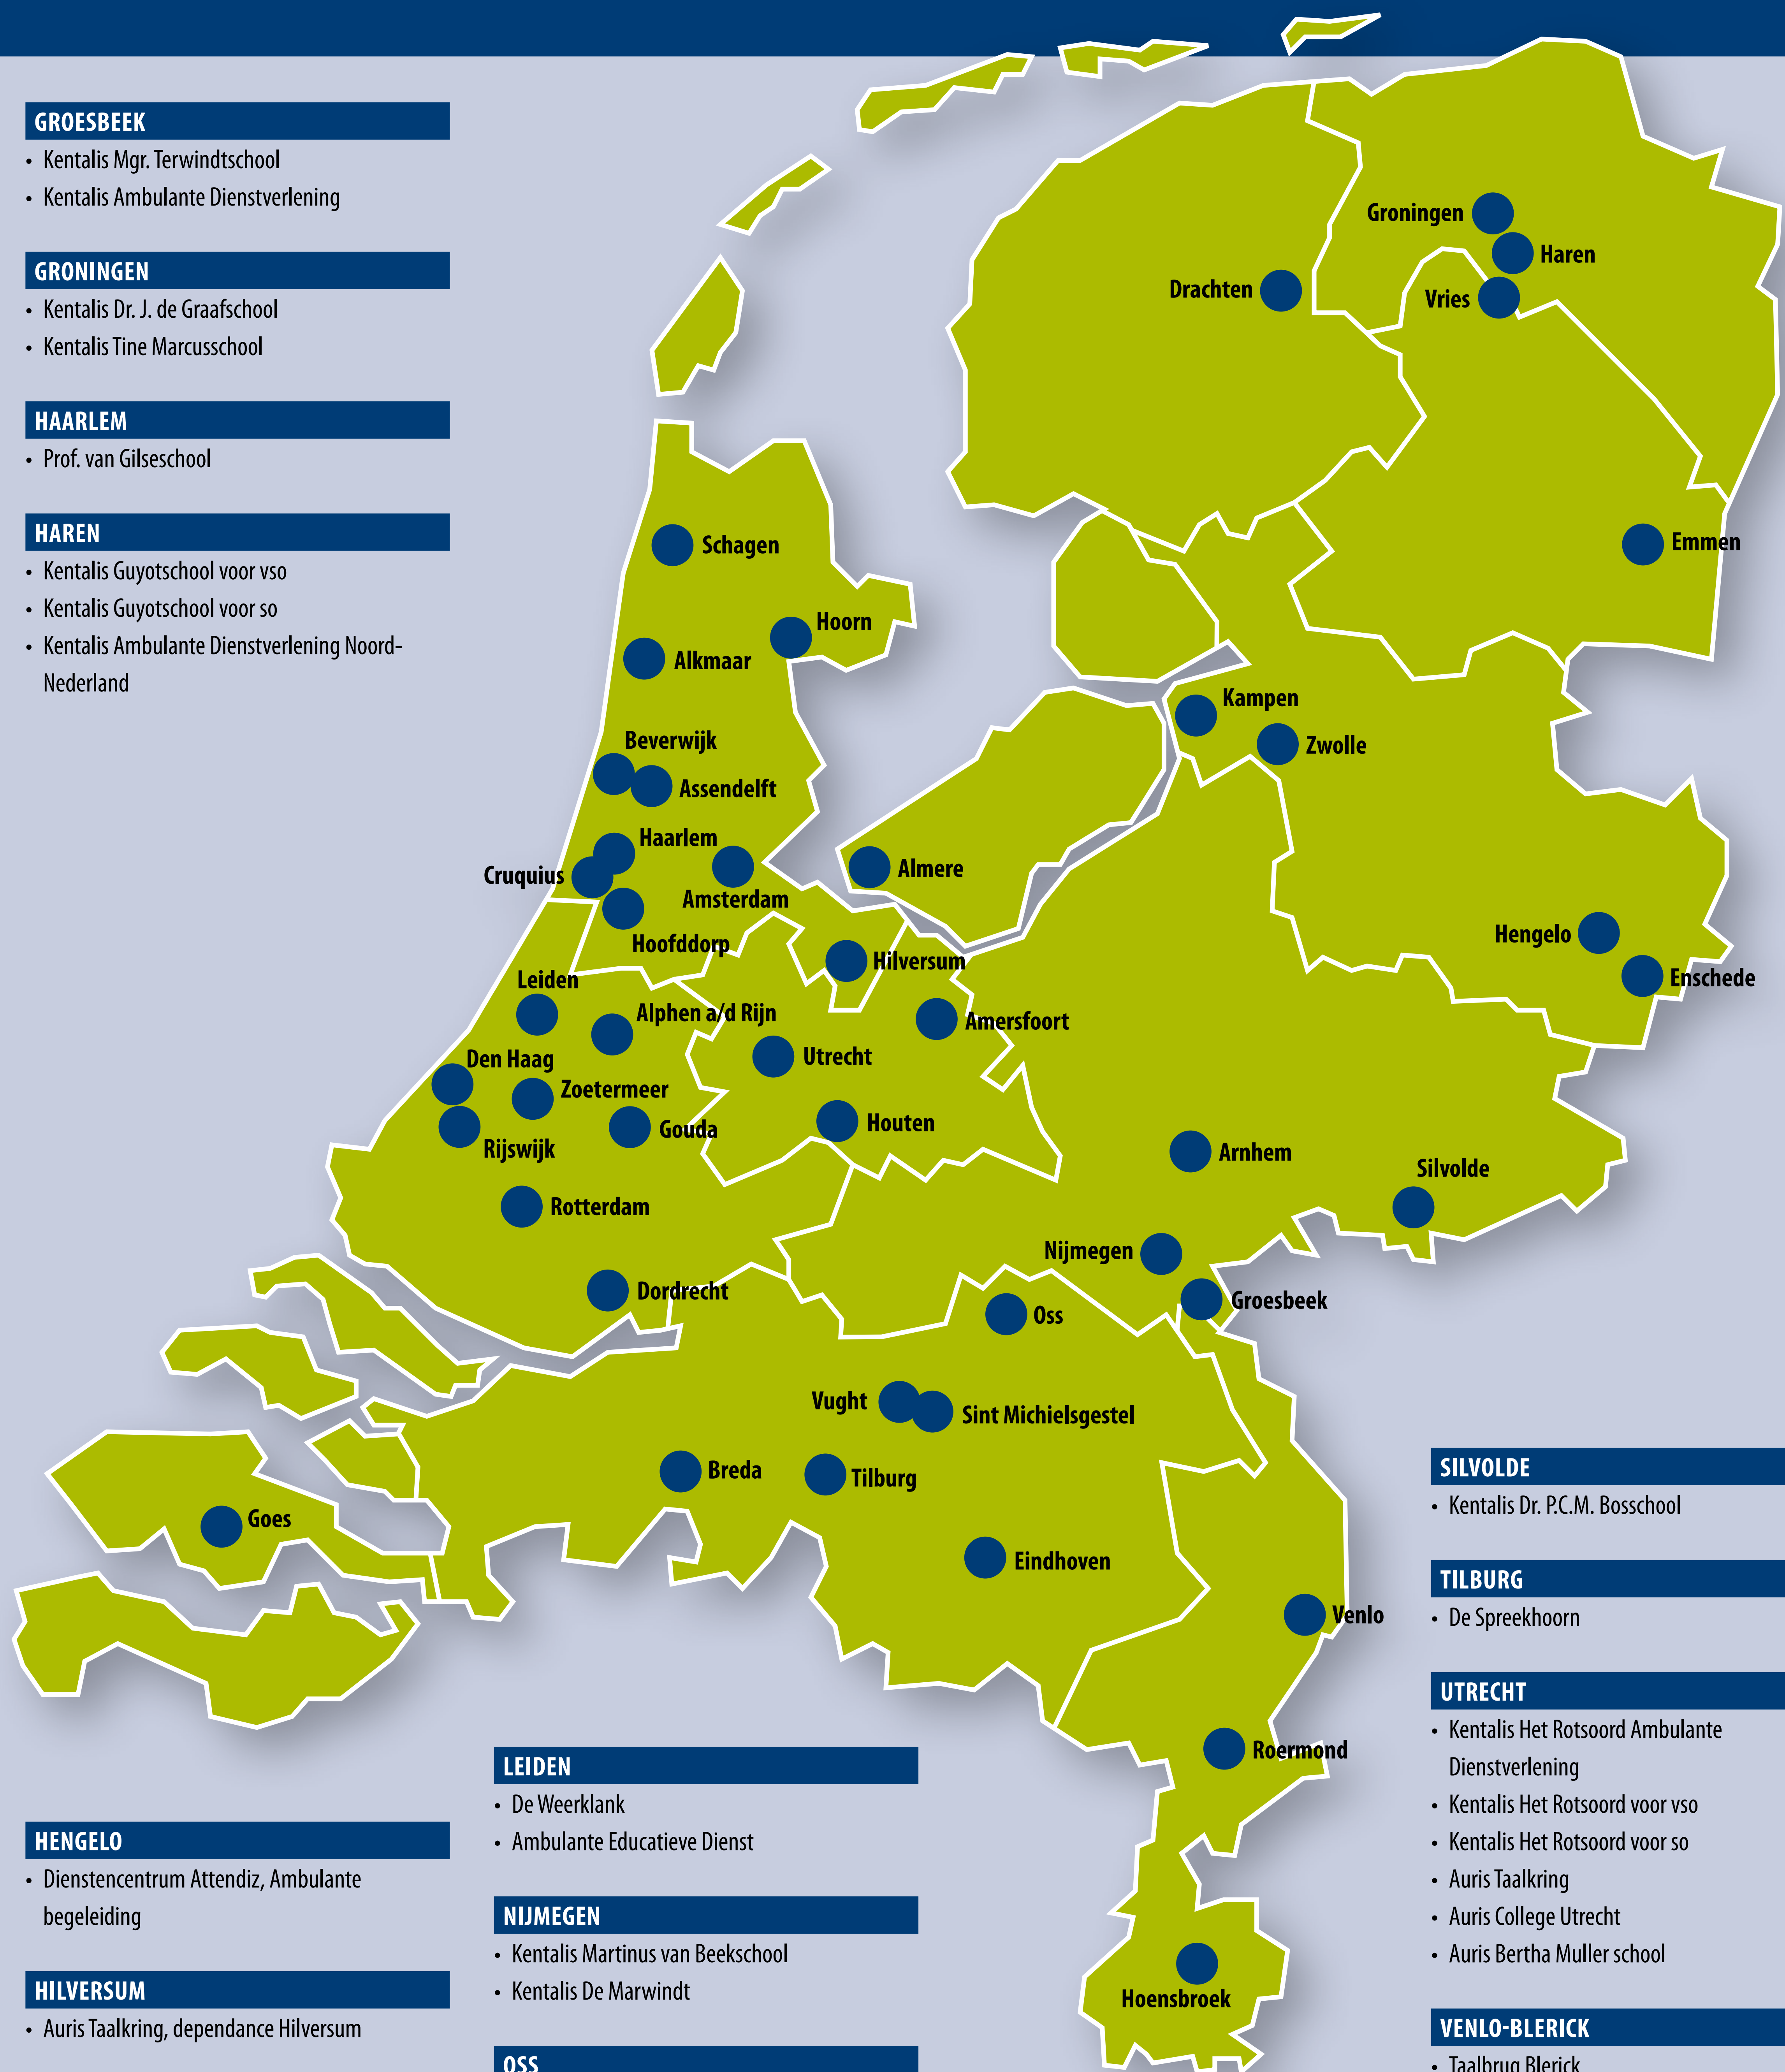 GROESBEEK
• Kentalis Mgr. Terwindtschool
• Kentalis Ambulante Dienstverlening
GRONINGEN
• Kentalis Dr. J. de Graafschool
• Kentalis Tine Marcusschool
HAARLEM
• Prof. van Gilseschool
HAREN
• Kentalis Guyotschool voor vso
• Kentalis Guyotschool voor so
• Kentalis Ambulante Dienstverlening Noord-
Nederland
Groningen
Haren
Drachten
Vries
Emmen
Schagen
Hoorn
Alkmaar
Kampen
Zwolle
Beverwijk
Assendelft
Haarlem
Cruquius
Amsterdam
Almere
Hoofddorp
Hengelo
Hilversum
Enschede
Leiden
Alphen a/d Rijn
Amersfoort
Den Haag
Utrecht
Zoetermeer
Gouda
Houten
Rijswijk
Arnhem
Silvolde
Rotterdam
Nijmegen
Dordrecht
Groesbeek
Oss
Vught
Sint Michielsgestel
Breda
Tilburg
Goes
Eindhoven
Venlo
Roermond
Hoensbroek
HENGELO
• Dienstencentrum Attendiz, Ambulante
begeleiding
HILVERSUM
• Auris Taalkring, dependance Hilversum
LEIDEN
• De Weerklank
• Ambulante Educatieve Dienst
NIJMEGEN
• Kentalis Martinus van Beekschool
• Kentalis De Marwindt
OSS
SILVOLDE
• Kentalis Dr. P.C.M. Bosschool
TILBURG
• De Spreekhoorn
UTRECHT
• Kentalis Het Rotsoord Ambulante
Dienstverlening
• Kentalis Het Rotsoord voor vso
• Kentalis Het Rotsoord voor so
• Auris Taalkring
• Auris College Utrecht
• Auris Bertha Muller school
VENLO-BLERICK
• Taalbrug Blerick